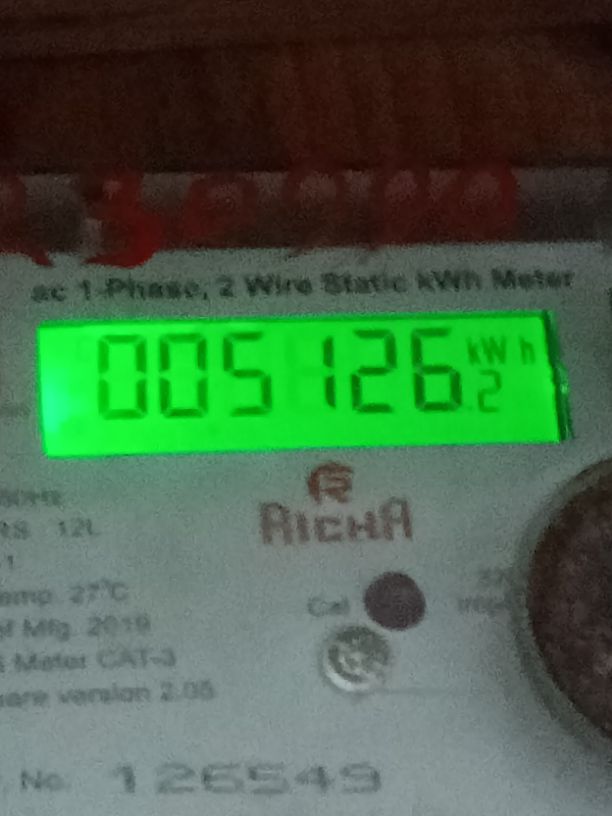 ac 1-Phase, 2 Wire Static kWh Meter
005126.2 kWh
RICHA
12L
27°C
Mfg. 2019
Cal
Meter CAT-3
version 2.05
No. 126549